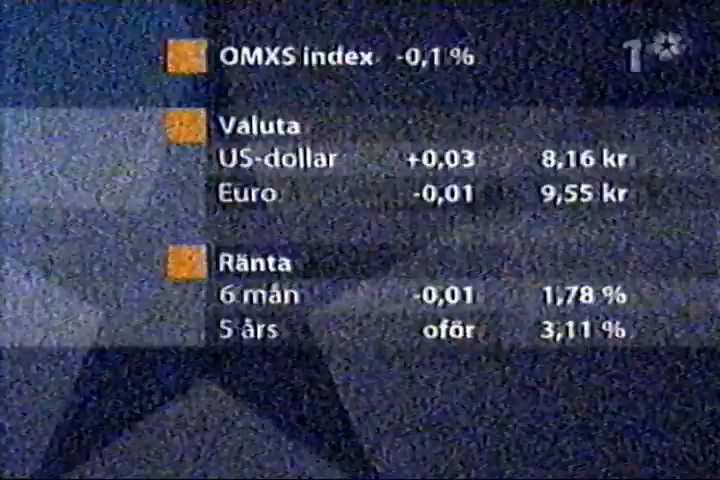 OMXS index -0,1 %
1
Valuta
US-dollar +0,03 8,16 kr
Euro -0,01 9,55 kr
Ränta
6 mån -0,01 1,78 %
5 års oför 3,11 %